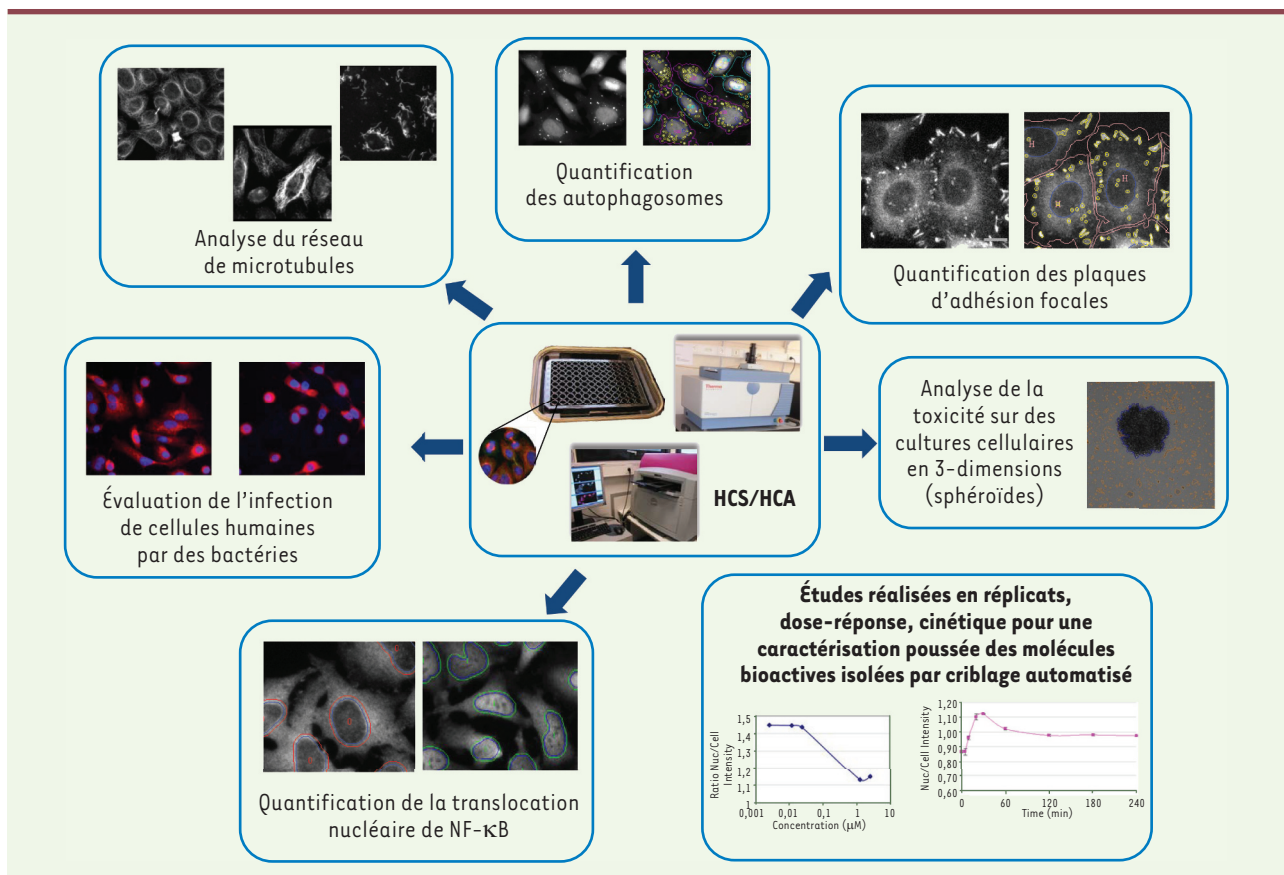 Analyse du réseau
de microtubules
Quantification
des autophagosomes
H
H
H
Quantification des plaques
d’adhésion focales
Évaluation de l’infection
de cellules humaines
par des bactéries
Thermo
HCS/HCA
Analyse de la
toxicité sur des
cultures cellulaires
en 3-dimensions
(sphéroïdes)
Quantification de la translocation
nucléaire de NF-κB
Études réalisées en réplicats,
dose-réponse, cinétique pour une
caractérisation poussée des molécules
bioactives isolées par criblage automatisé
Ratio Nuc/Cell
Intensity
1,5
1,4
1,3
1,2
1,1
1
0,001 0,01 0,1 1 10
Concentration (µM)
Nuc/Cell Intensity
1,20
1,10
1,00
0,90
0,80
0,70
0,60
0 60 120 180 240
Time (min)